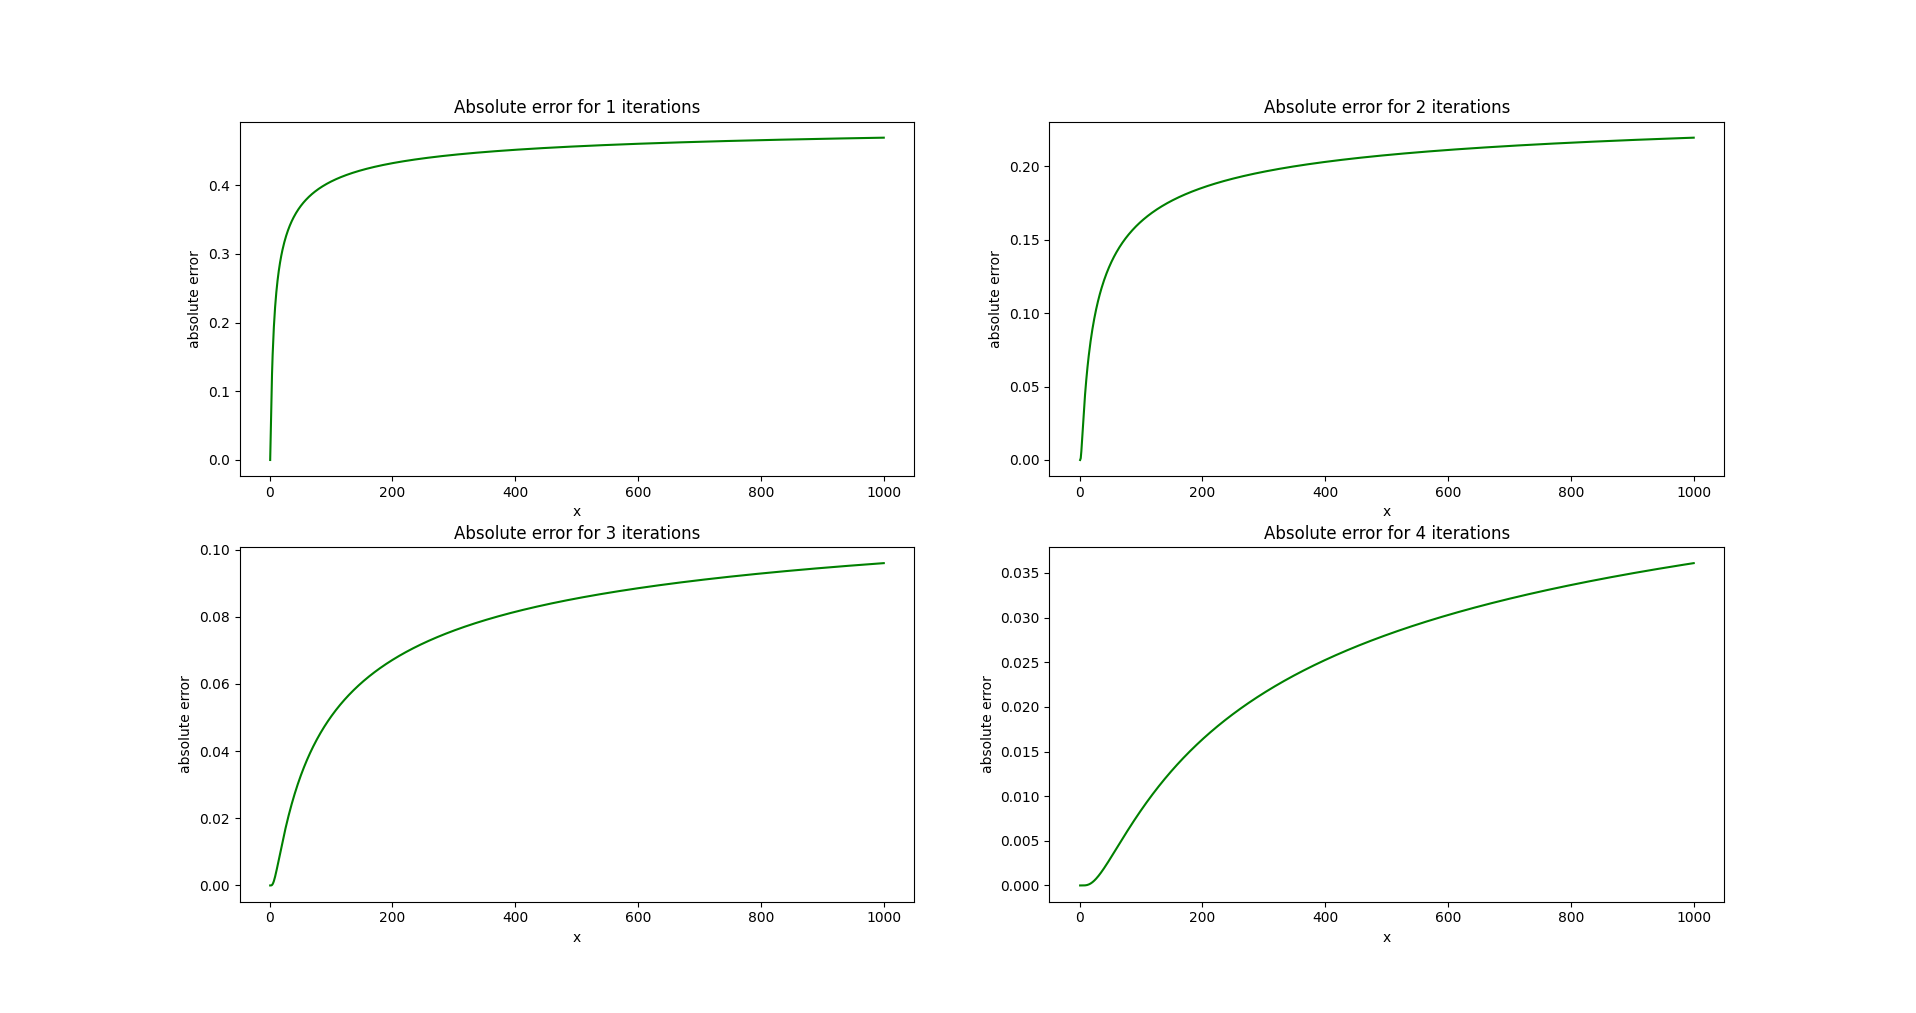 Absolute error for 1 iterations
absolute error
0.4
0.3
0.2
0.1
0.0
0 200 400 600 800 1000
x
Absolute error for 2 iterations
absolute error
0.20
0.15
0.10
0.05
0.00
0 200 400 600 800 1000
x
Absolute error for 3 iterations
absolute error
0.10
0.08
0.06
0.04
0.02
0.00
0 200 400 600 800 1000
x
Absolute error for 4 iterations
absolute error
0.035
0.030
0.025
0.020
0.015
0.010
0.005
0.000
0 200 400 600 800 1000
x